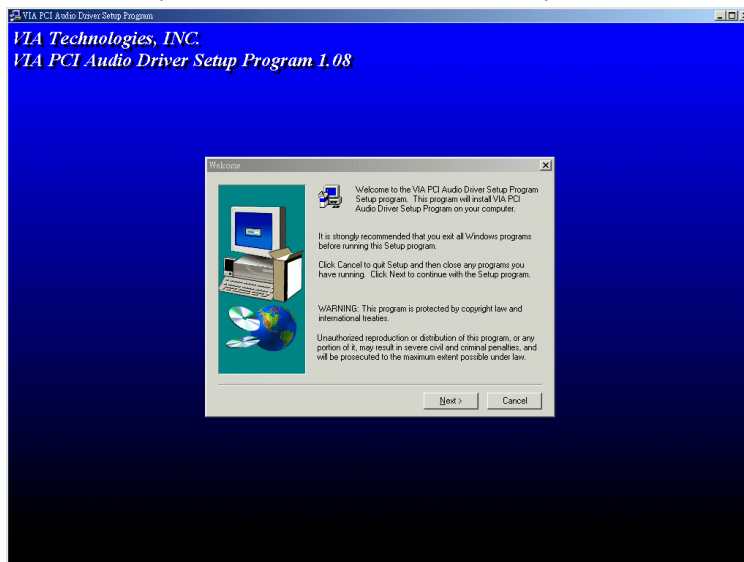 VIA PCI Audio Driver Setup Program
VIA Technologies, INC.
VIA PCI Audio Driver Setup Program 1.08
Welcome
Welcome to the VIA PCI Audio Driver Setup Program
Setup program. This program will install VIA PCI
Audio Driver Setup Program on your computer.
It is strongly recommended that you exit all Windows programs
before running this Setup program.
Click Cancel to quit Setup and then close any programs you
have running. Click Next to continue with the Setup program.
WARNING: This program is protected by copyright law and
international treaties.
Unauthorized reproduction or distribution of this program, or any
portion of it, may result in severe civil and criminal penalties, and
will be prosecuted to the maximum extent possible under law.
Next >
Cancel